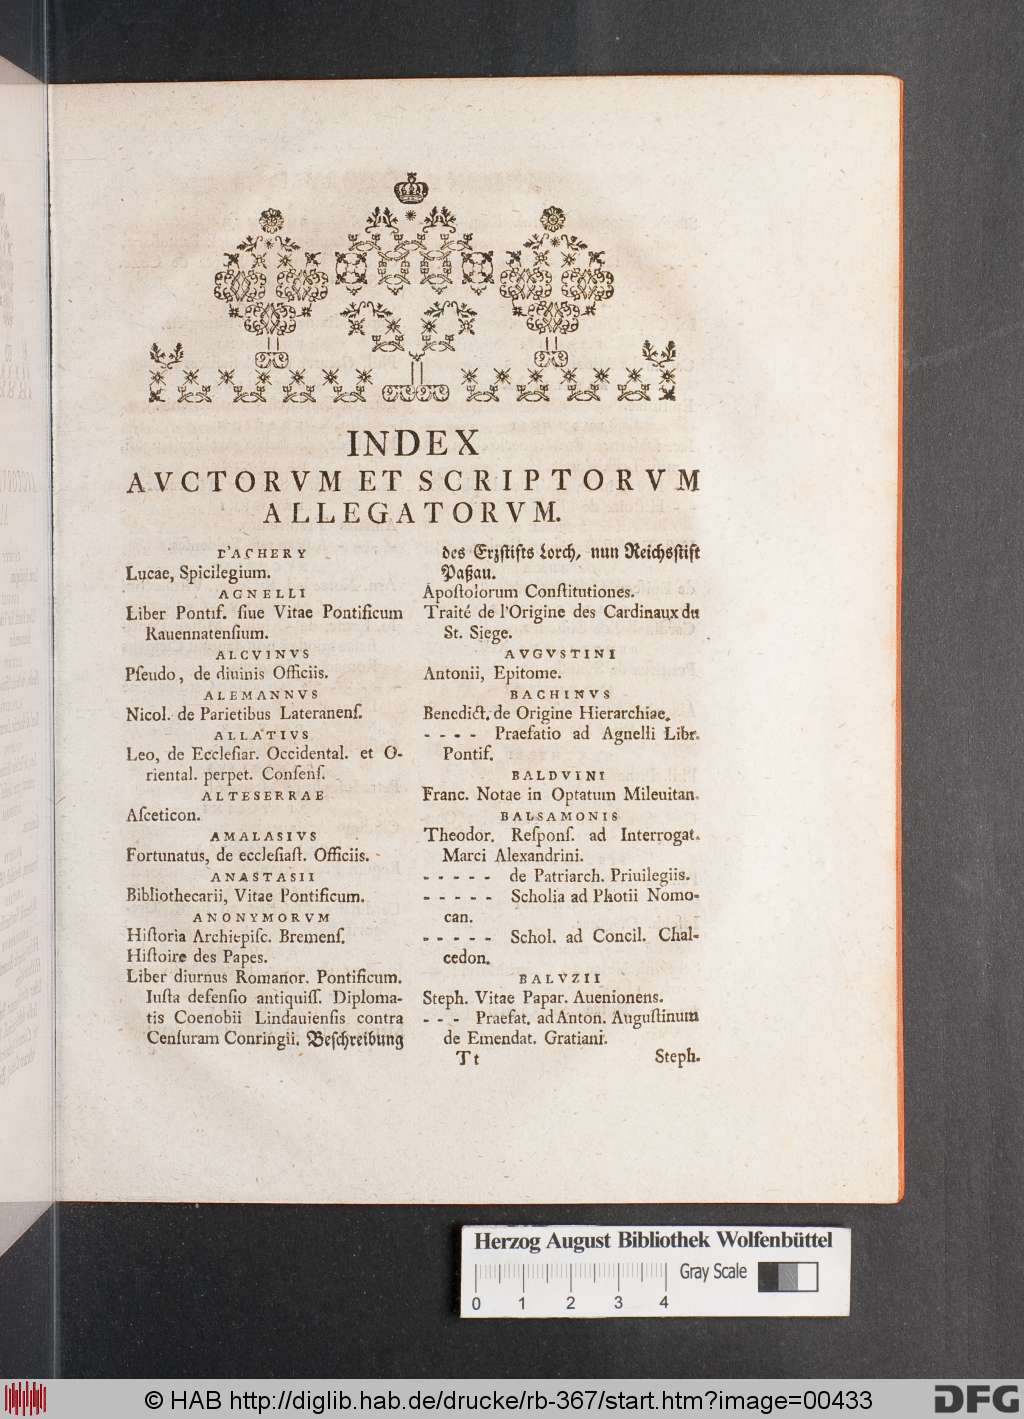 INDEX
AVCTORVM ET SCRIPTORVM
ALLEGATORVM.
D'ACHERY
Lucae, Spicilegium.
AGNELLI
Liber Pontif. ſiue Vitae Pontificum
Rauennatenſium.
ALCVINVS
Pſeudo, de diuinis Officiis.
ALEMANNVS
Nicol. de Parietibus Lateranenſ.
ALLATIVS
Leo, de Eccleſiar. Occidental. et O-
riental. perpet. Conſenſ.
ALTESERRAE
Aſceticon.
AMALASIVS
Fortunatus, de eccleſiaſt. Officiis.
ANASTASII
Bibliothecarii, Vitae Pontificum.
ANONYMORVM
Hiſtoria Archiepiſc. Bremenſ.
Hiſtoire des Papes.
Liber diurnus Romanor. Pontificum.
Iuſta defenſio antiquiſſ. Diploma-
tis Coenobii Lindauienſis contra
Cenſuram Conringii. Beſchreibung
des Erzſtifts Lorch, nun Reichsſtift
Paßau.
Apoſtolorum Conſtitutiones.
Traité de l'Origine des Cardinaux du
St. Siege.
AVGVSTINI
Antonii, Epitome.
BACHINVS
Benedict. de Origine Hierarchiae.
- - - - Praefatio ad Agnelli Libr.
Pontif.
BALDVINI
Franc. Notae in Optatum Mileuitan.
BALSAMONIS
Theodor. Reſponſ. ad Interrogat.
Marci Alexandrini.
- - - - - de Patriarch. Priuilegiis.
- - - - - Scholia ad Photii Nomo-
can.
- - - - - Schol. ad Concil. Chal-
cedon.
BALVZII
Steph. Vitae Papar. Auenionenſ.
- - - Praefat. ad Anton. Auguſtinum
de Emendat. Gratiani.
Tt Steph.
Herzog August Bibliothek Wolfenbüttel
Gray Scale
0 1 2 3 4
© HAB http://diglib.hab.de/drucke/rb-367/start.htm?image=00433
DFG